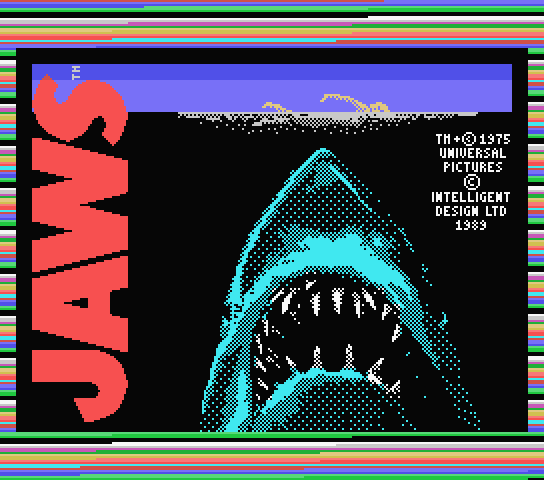 JAWS
TM
TM+©1975
UNIVERSAL
PICTURES
©
INTELLIGENT
DESIGN LTD
1989